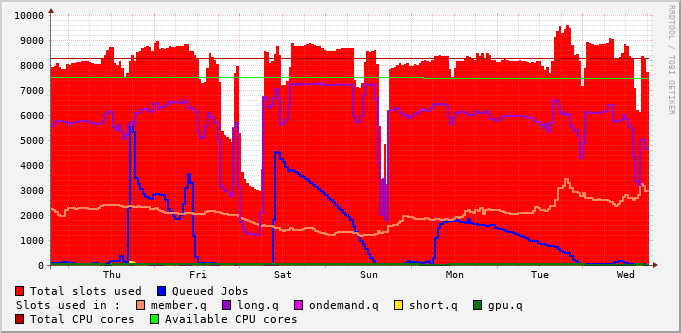 10000
9000
8000
7000
6000
5000
4000
3000
2000
1000
0
Thu Fri Sat Sun Mon Tue Wed
RRDTOOL / TOBI OETIKER
Total slots used Queued Jobs
Slots used in : member.q long.q ondemand.q short.q gpu.q
Total CPU cores Available CPU cores